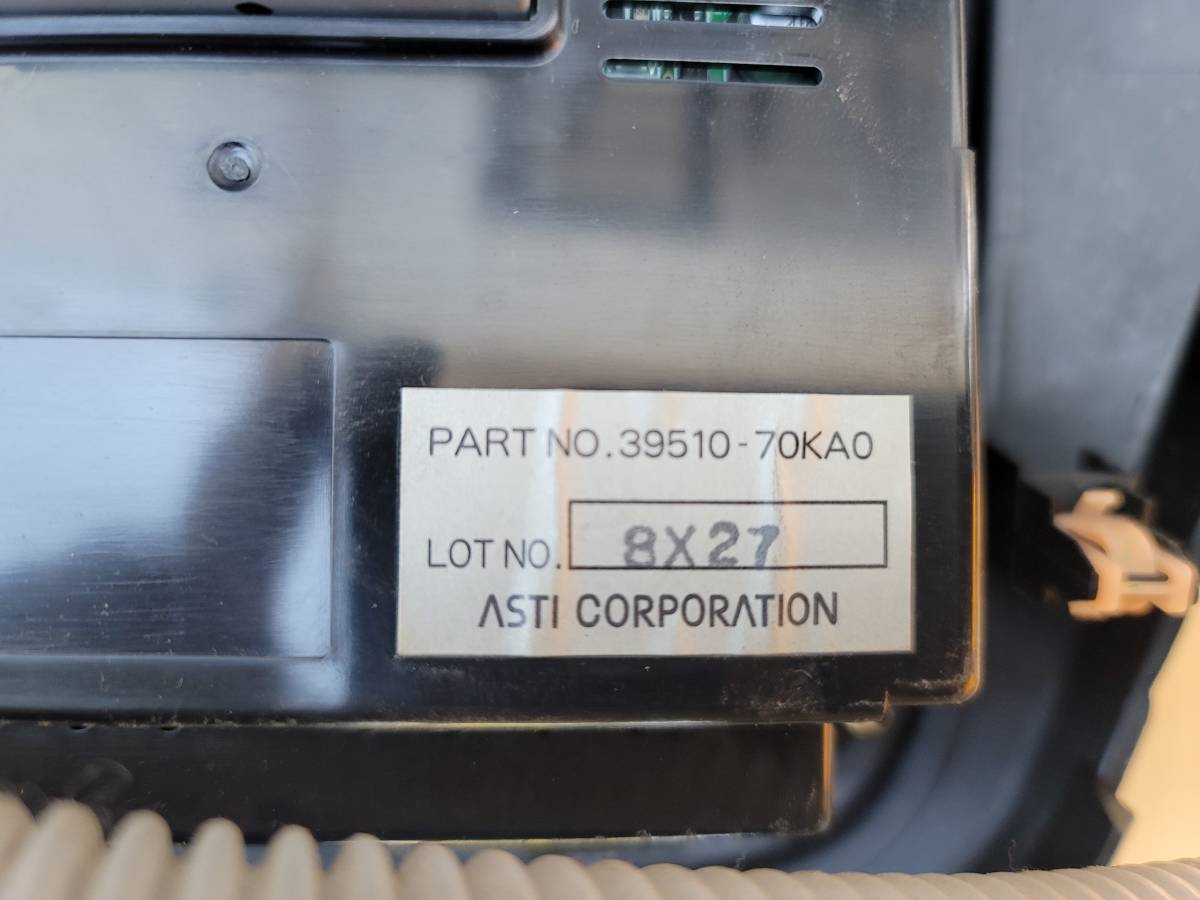 PART NO.39510-70KA0
LOT NO. 8X27
ASTI CORPORATION